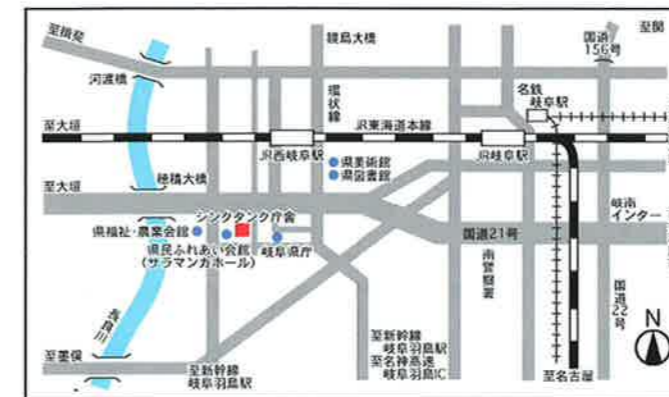 至揖斐
鏡島大橋
国道
156号
至関
河渡橋
環状線
名鉄
岐阜駅
至大垣
JR東海道本線
JR西岐阜駅
JR岐阜駅
県美術館
県図書館
至大垣
穂積大橋
岐南
インター
シンクタンク庁舎
県福祉・農業会館
県民ふれあい会館
(サラマンカホール)
岐阜県庁
国道21号
南警察署
国道22号
長良川
至墨俣
至新幹線
岐阜羽島駅
至新幹線
岐阜羽島駅
至名神高速
岐阜羽島IC
至名古屋
N